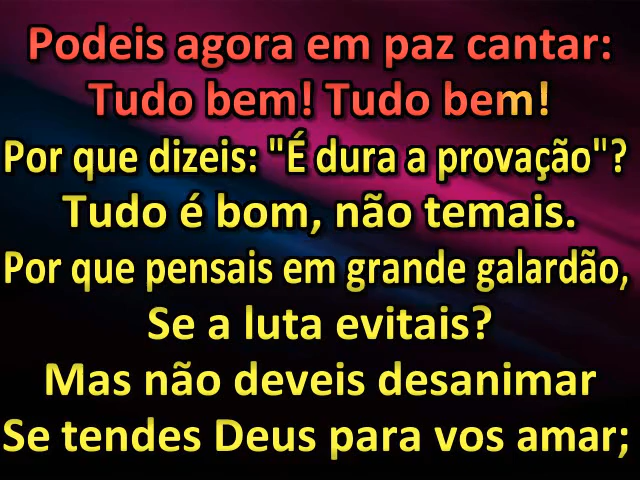 Podeis agora em paz cantar:
Tudo bem! Tudo bem!
Por que dizeis: "É dura a provação"?
Tudo é bom, não temais.
Por que pensais em grande galardão,
Se a luta evitais?
Mas não deveis desanimar
Se tendes Deus para vos amar;